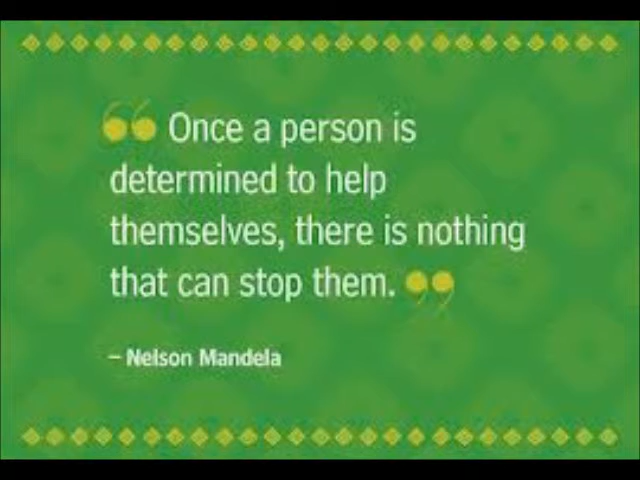 “ Once a person is
determined to help
themselves, there is nothing
that can stop them. ”
– Nelson Mandela